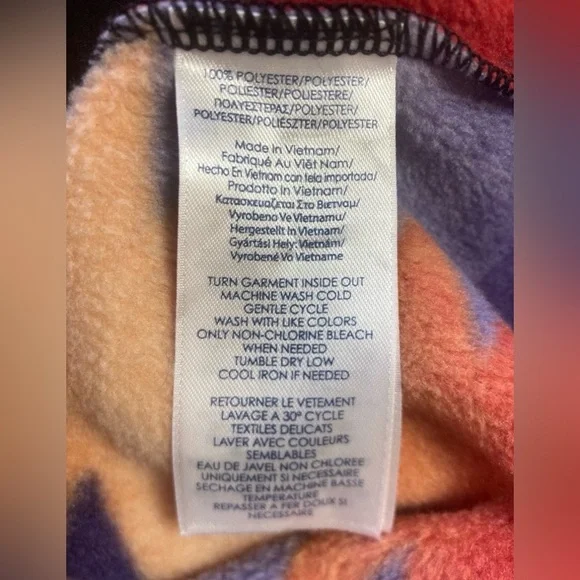 100% POLYESTER/POLYESTER/
POLIESTER/POLIESTERE/
ΠΟΛΥΕΣΤΕΡΑΣ/POLYESTER/
POLYESTER/POLIÉSZTER/POLYESTER
Made in Vietnam/
Fabriqué Au Việt Nam/
Hecho En Vietnam con tela importada/
Prodotto In Vietnam/
Κατασκευαζεται Στο Βιετναμ/
Vyrobeno Ve Vietnamu/
Hergestellt In Vietnam/
Gyártási Hely: Vietnám/
Vyrobené Vo Vietname
TURN GARMENT INSIDE OUT
MACHINE WASH COLD
GENTLE CYCLE
WASH WITH LIKE COLORS
ONLY NON-CHLORINE BLEACH
WHEN NEEDED
TUMBLE DRY LOW
COOL IRON IF NEEDED
RETOURNER LE VETEMENT
LAVAGE A 30° CYCLE
TEXTILES DELICATS
LAVER AVEC COULEURS
SEMBLABLES
EAU DE JAVEL NON CHLOREE
UNIQUEMENT SI NECESSAIRE
SECHAGE EN MACHINE BASSE
TEMPERATURE
REPASSER A FER DOUX SI
NECESSAIRE